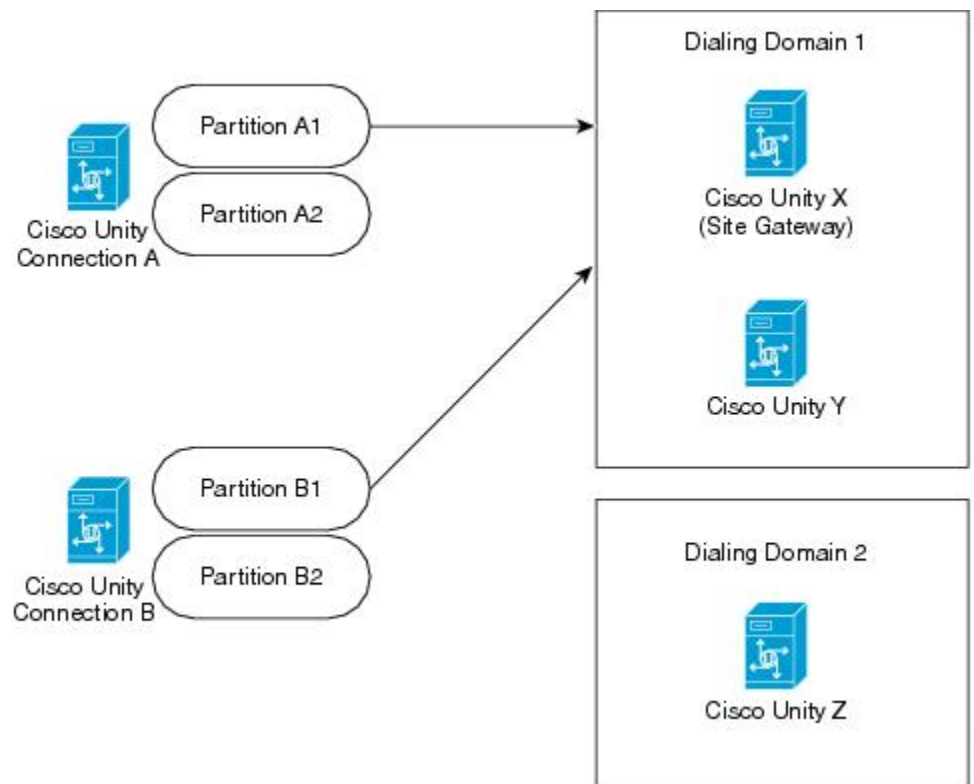 Partition A1
Partition A2
Cisco Unity
Connection A
Dialing Domain 1
Cisco Unity X
(Site Gateway)
Cisco Unity Y
Partition B1
Partition B2
Cisco Unity
Connection B
Dialing Domain 2
Cisco Unity Z